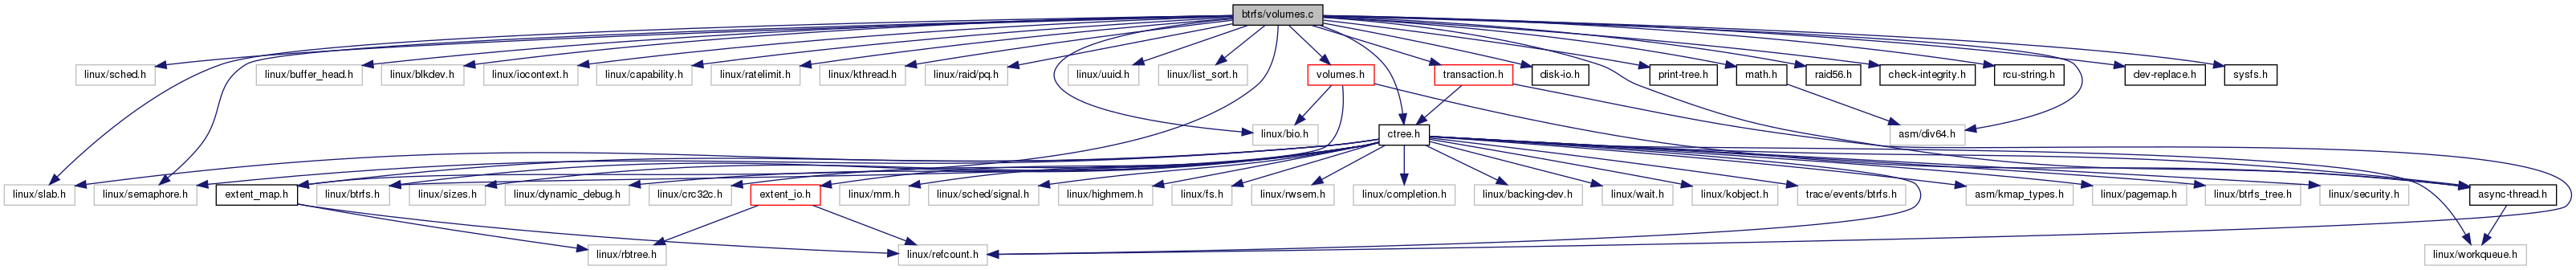 btrfs/volumes.c
linux/sched.h
linux/buffer_head.h
linux/blkdev.h
linux/iocontext.h
linux/capability.h
linux/ratelimit.h
linux/kthread.h
linux/raid/pq.h
linux/uuid.h
linux/list_sort.h
volumes.h
transaction.h
disk-io.h
print-tree.h
math.h
raid56.h
check-integrity.h
rcu-string.h
dev-replace.h
sysfs.h
linux/bio.h
ctree.h
asm/div64.h
linux/slab.h
linux/semaphore.h
extent_map.h
linux/btrfs.h
linux/sizes.h
linux/dynamic_debug.h
linux/crc32c.h
extent_io.h
linux/mm.h
linux/sched/signal.h
linux/highmem.h
linux/fs.h
linux/rwsem.h
linux/completion.h
linux/backing-dev.h
linux/wait.h
linux/kobject.h
trace/events/btrfs.h
asm/kmap_types.h
linux/pagemap.h
linux/btrfs_tree.h
linux/security.h
async-thread.h
linux/rbtree.h
linux/refcount.h
linux/workqueue.h